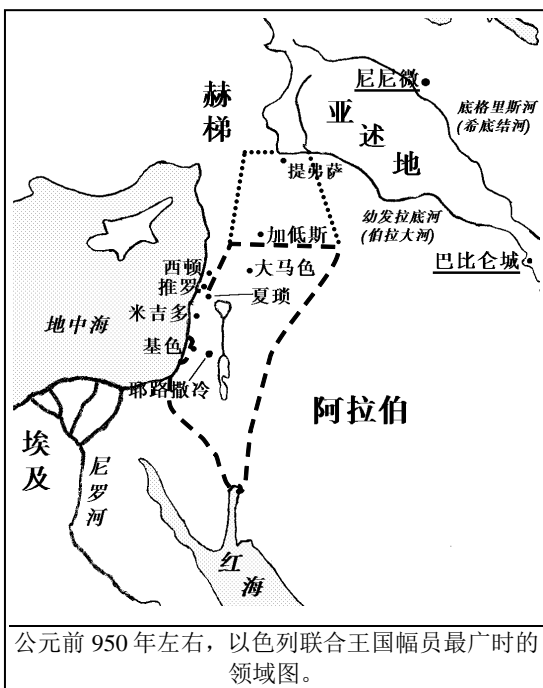 尼尼微
赫梯
亚述地
底格里斯河
(希底结河)
提弗萨
幼发拉底河
(伯拉大河)
加低斯
西顿
大马色
巴比仑城
推罗
夏琐
米吉多
地中海
基色
耶路撒冷
阿拉伯
埃及
尼罗河
红海
公元前 950 年左右，以色列联合王国幅员最广时的
领域图。